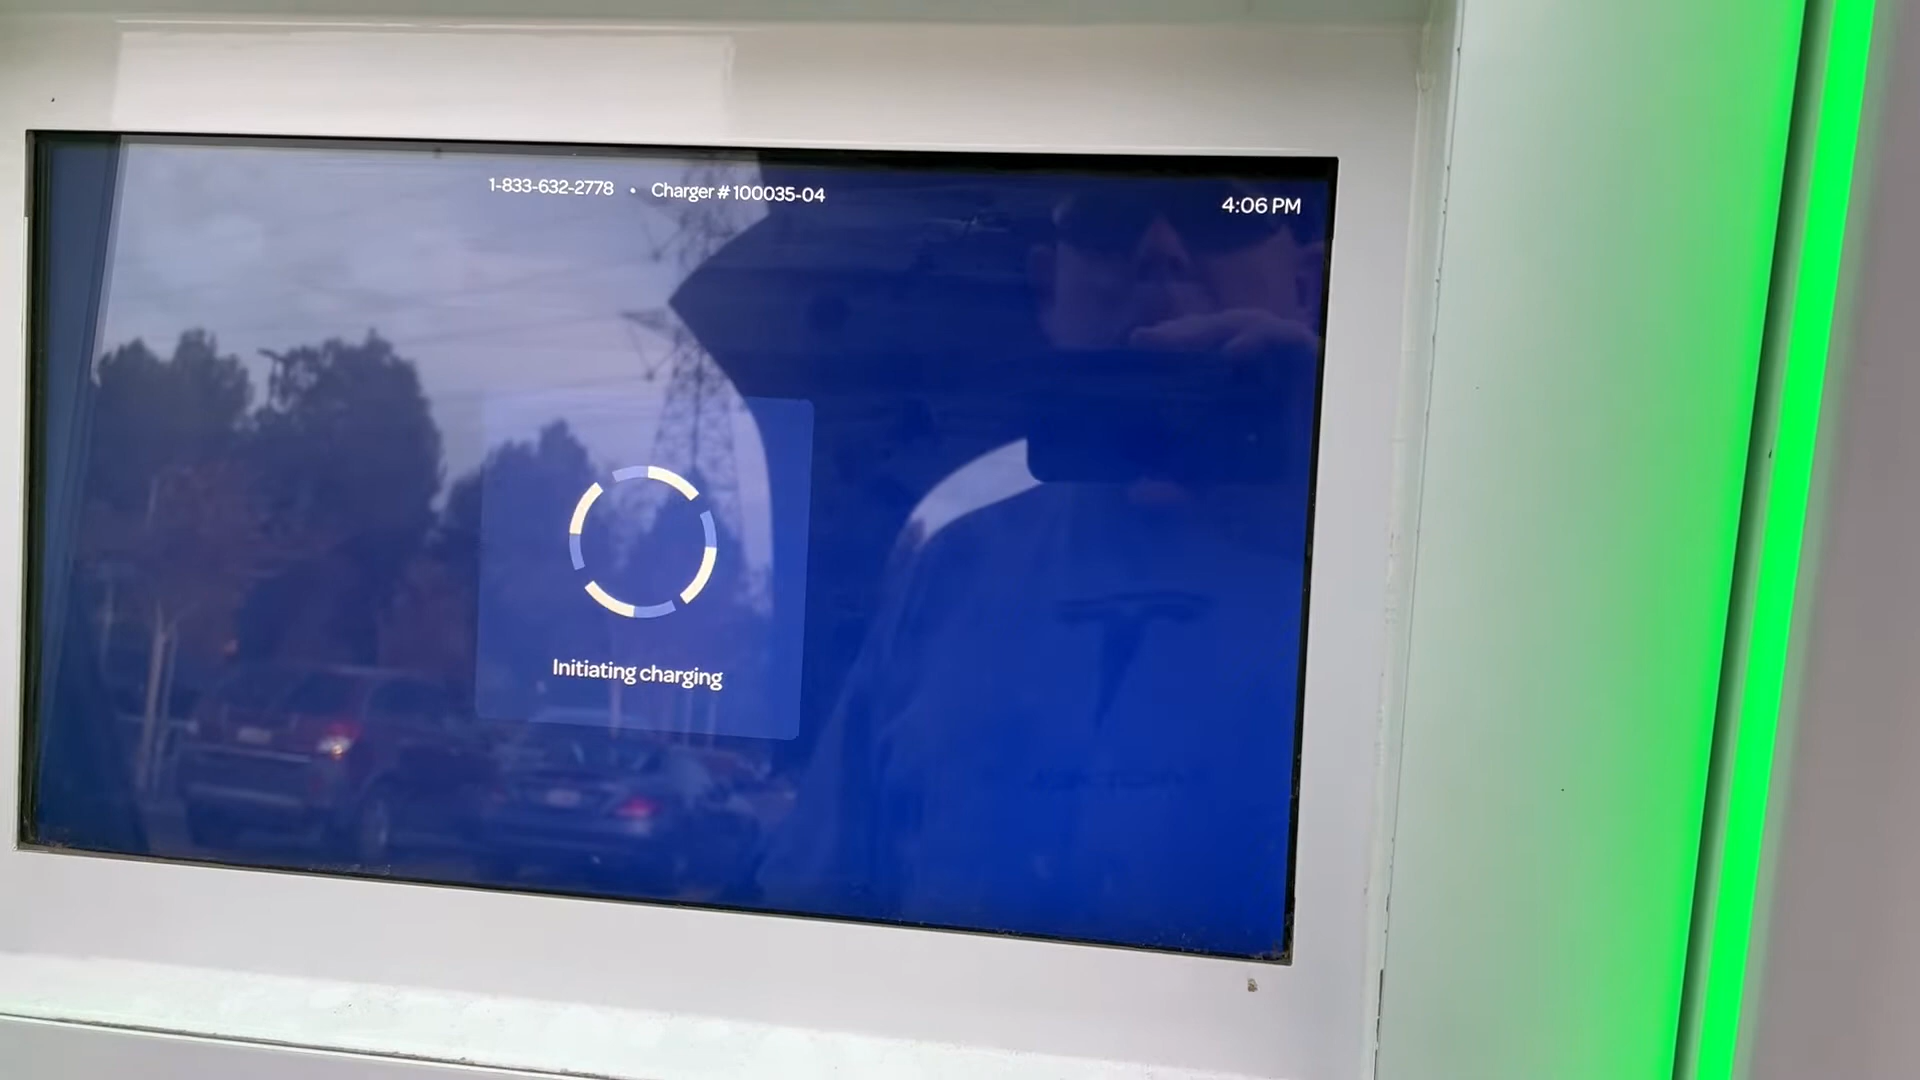 1-833-632-2778 • Charger # 100035-04
4:06 PM
Initiating charging